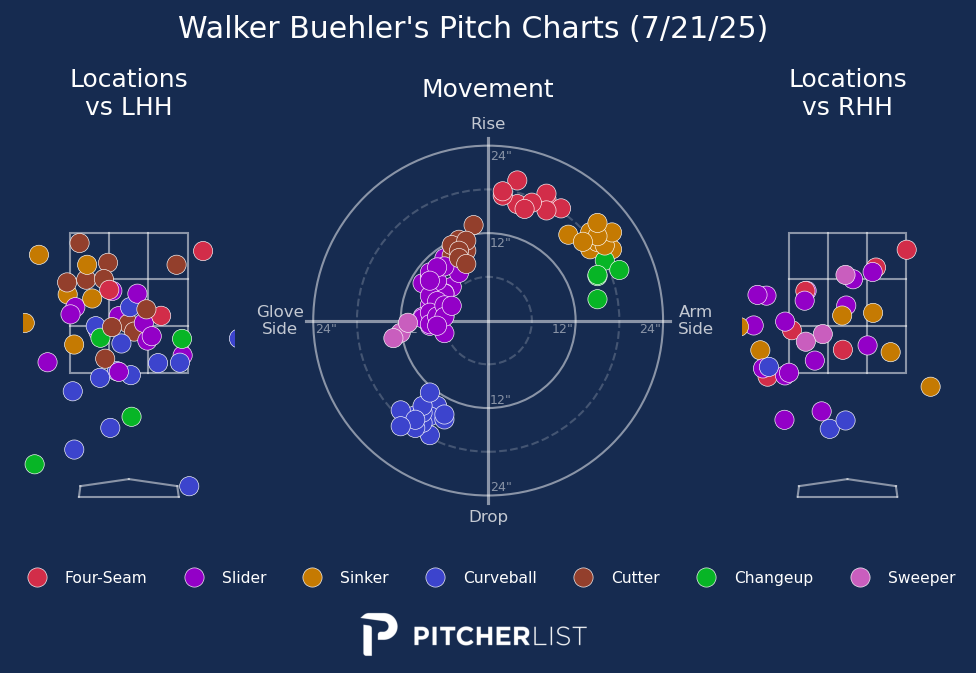 Walker Buehler's Pitch Charts (7/21/25)
Locations
vs LHH
Movement
Locations
vs RHH
Rise
24"
12"
Glove
Side
24"
12"
24"
Arm
Side
12"
24"
Drop
Four-Seam
Slider
Sinker
Curveball
Cutter
Changeup
Sweeper
PITCHERLIST